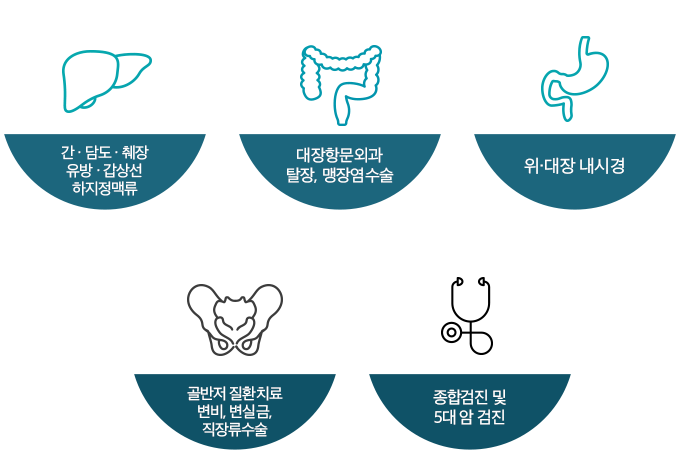 간 · 담도 · 췌장
유방 · 갑상선
하지정맥류
대장항문외과
탈장, 맹장염수술
위·대장 내시경
골반저 질환치료
변비, 변실금,
직장류수술
종합검진 및
5대 암 검진